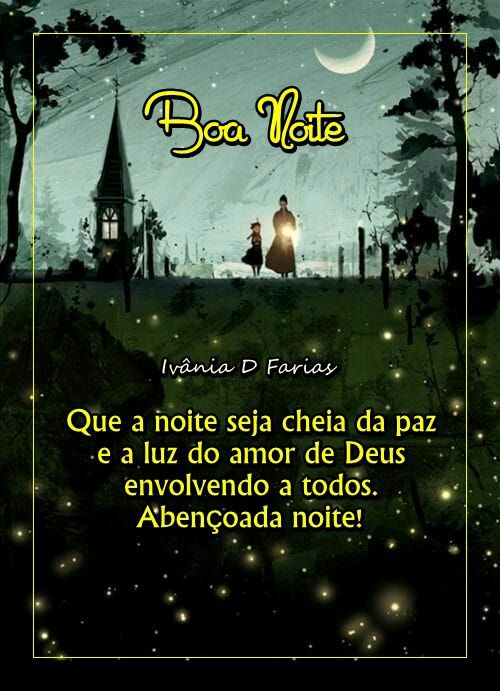 Boa Noite
Ivânia D Farias
Que a noite seja cheia da paz
e a luz do amor de Deus
envolvendo a todos.
Abençoada noite!